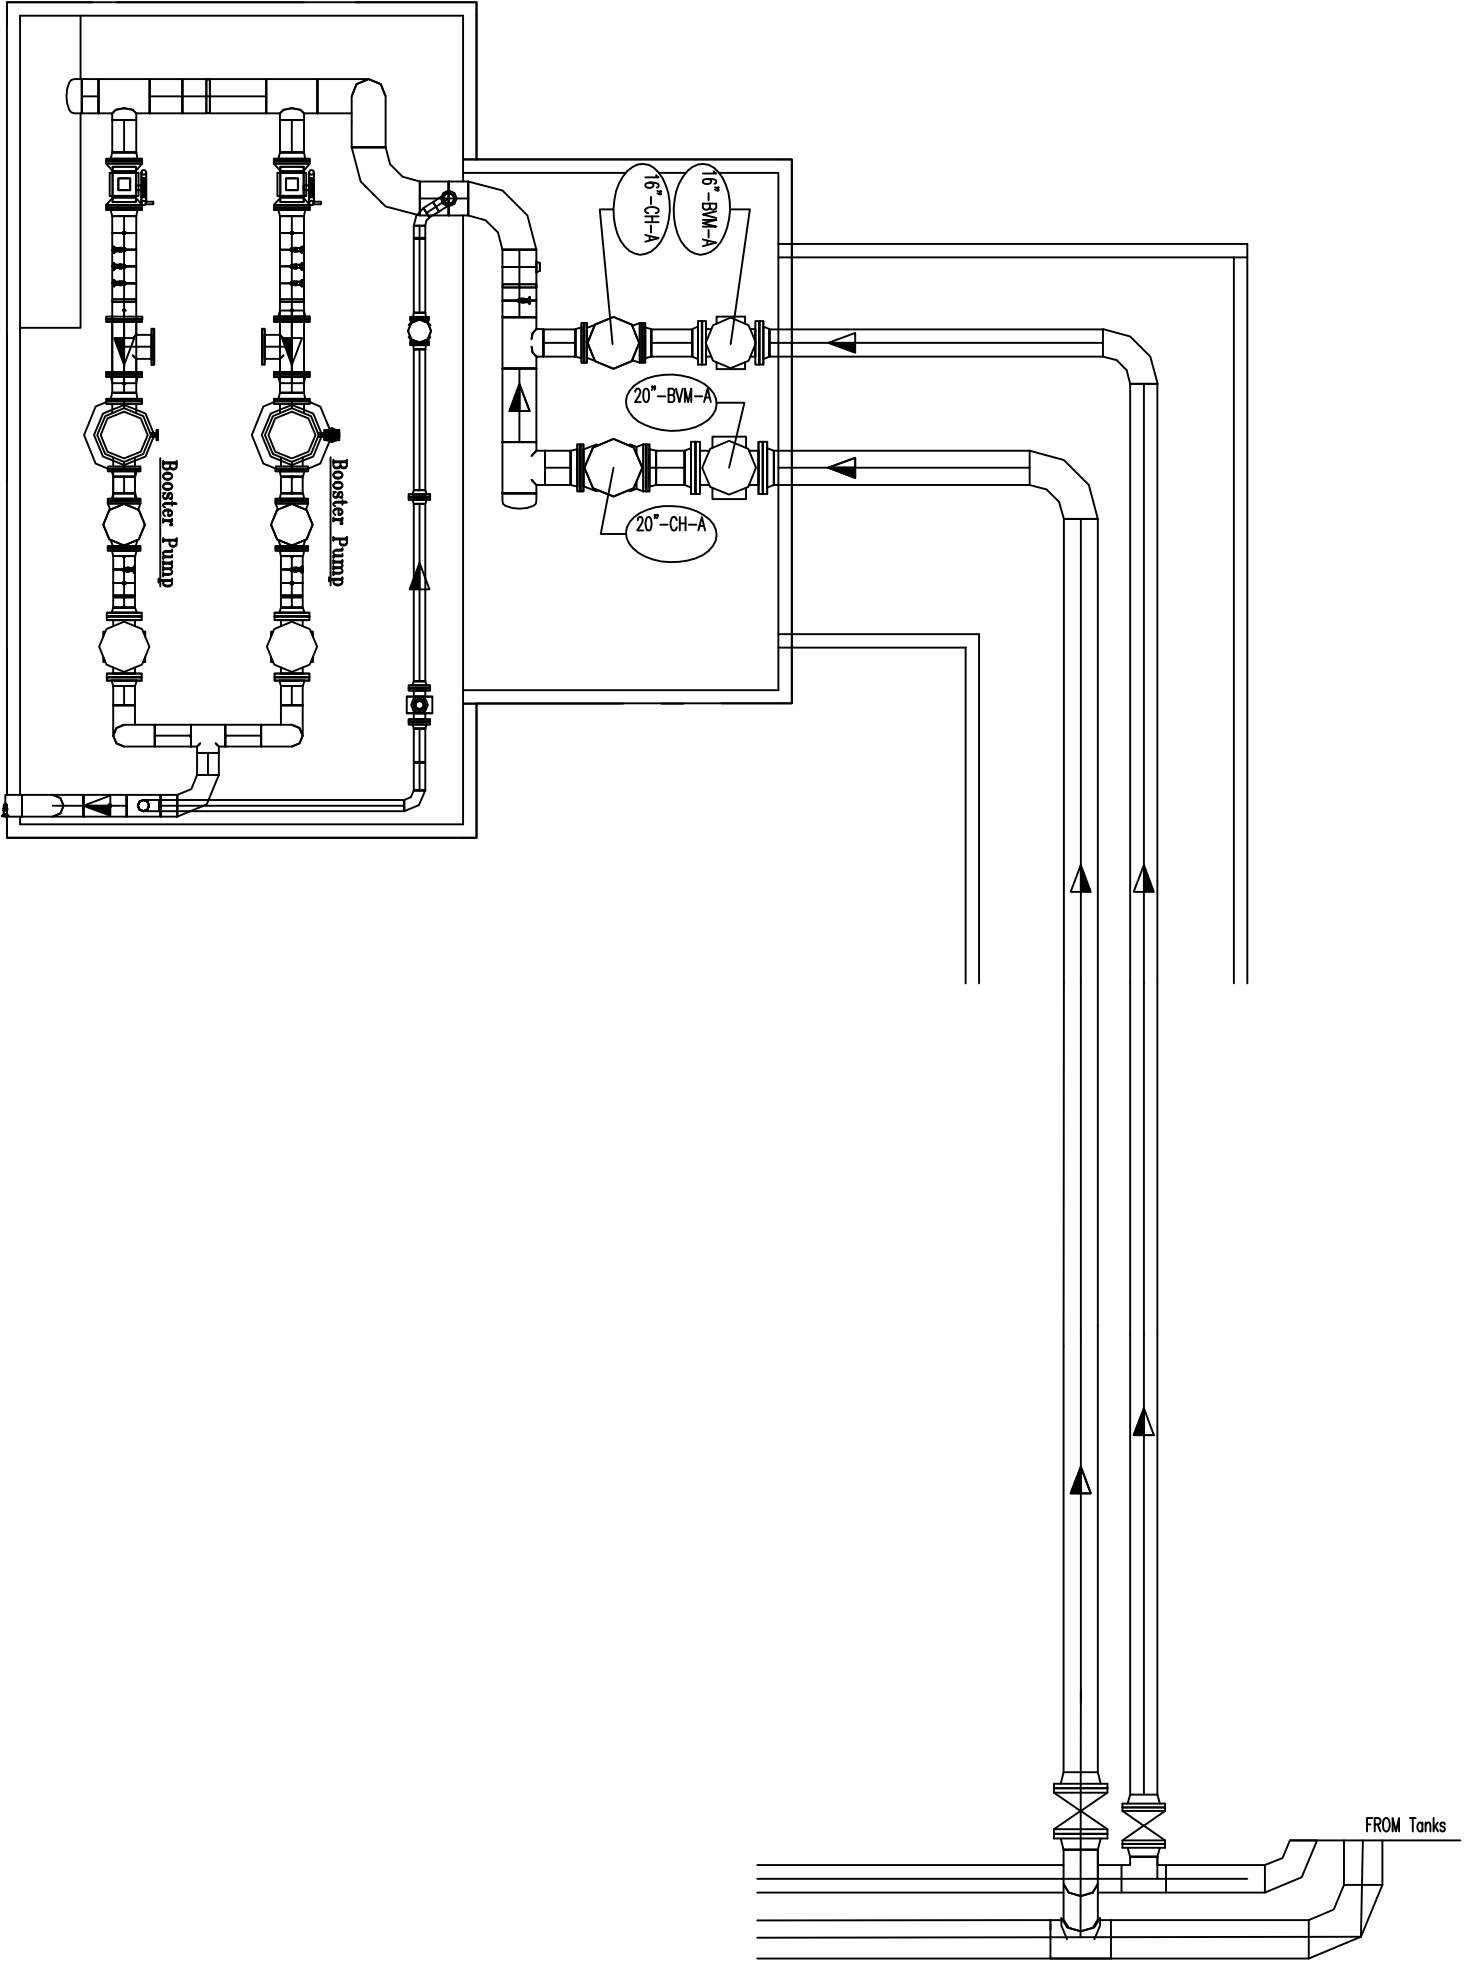 16"-CH-A
16"-BVM-A
20"-BVM-A
20"-CH-A
Booster Pump
Booster Pump
FROM Tanks